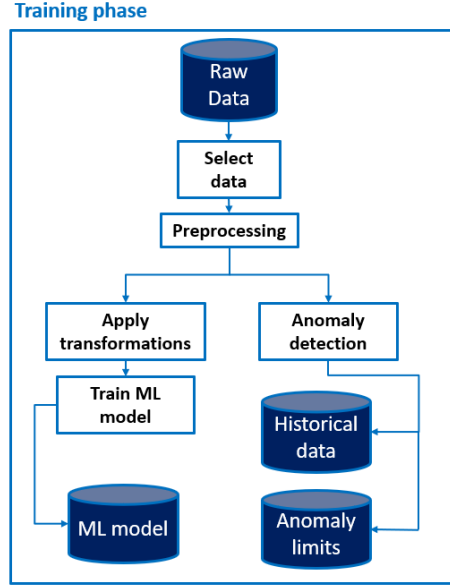 Training phase
Raw
Data
Select
data
Preprocessing
Apply
transformations
Anomaly
detection
Train ML
model
Historical
data
ML model
Anomaly
limits